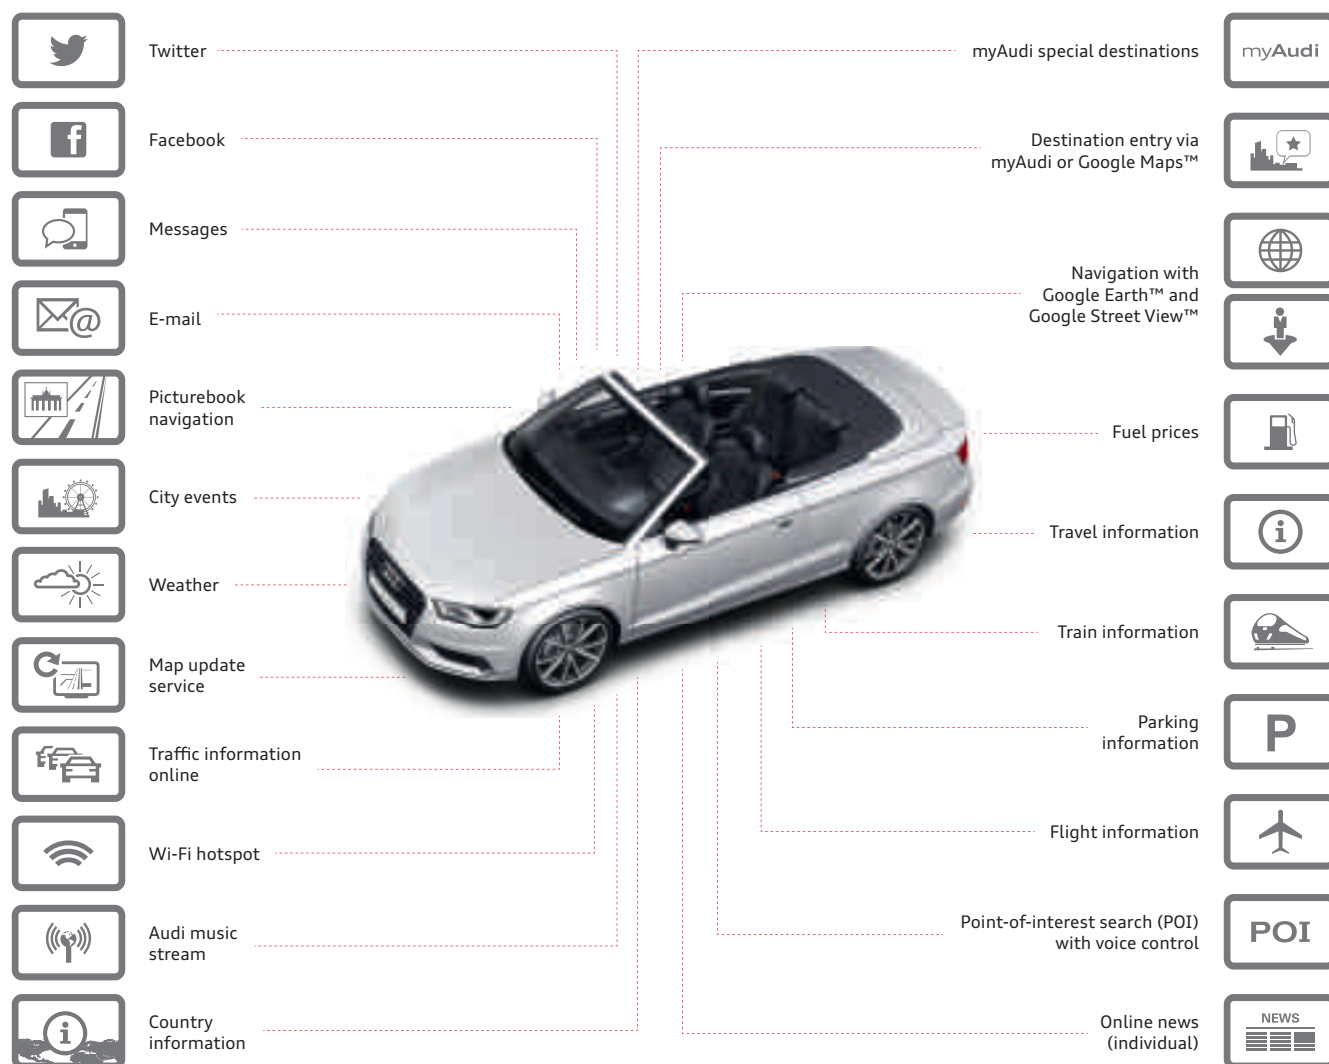 Twitter
Facebook
Messages
E-mail
Picturebook
navigation
City events
Weather
Map update
service
Traffic information
online
Wi-Fi hotspot
Audi music
stream
Country
information
myAudi special destinations
myAudi
Destination entry via
myAudi or Google Maps™
Navigation with
Google Earth™ and
Google Street View™
Fuel prices
Travel information
Train information
Parking
information
P
Flight information
Point-of-interest search (POI)
with voice control
POI
Online news
(individual)
NEWS